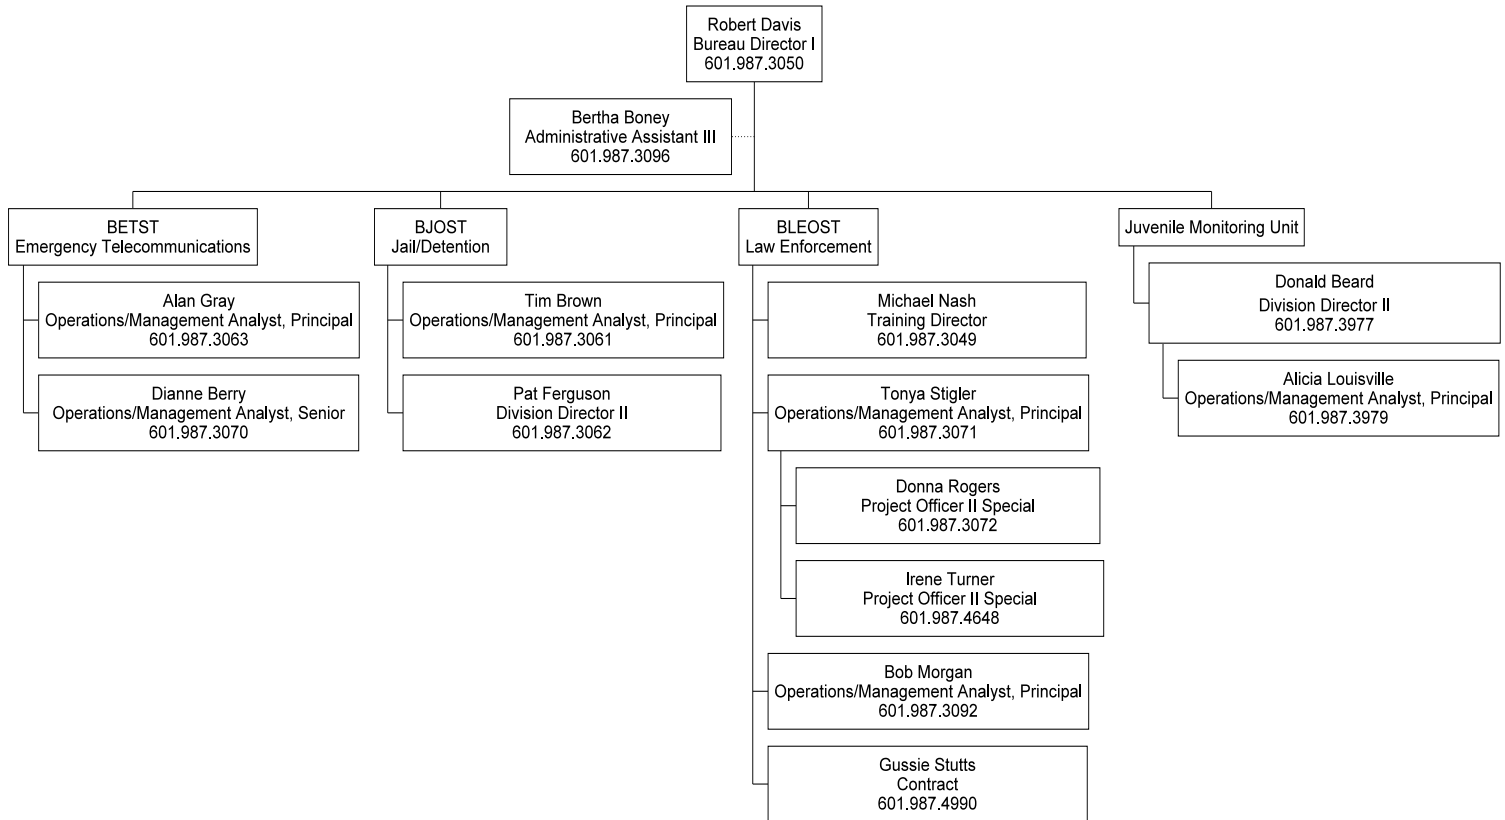 Robert Davis
Bureau Director I
601.987.3050
Bertha Boney
Administrative Assistant III
601.987.3096
BETST
Emergency Telecommunications
Alan Gray
Operations/Management Analyst, Principal
601.987.3063
Dianne Berry
Operations/Management Analyst, Senior
601.987.3070
BJOST
Jail/Detention
Tim Brown
Operations/Management Analyst, Principal
601.987.3061
Pat Ferguson
Division Director II
601.987.3062
BLEOST
Law Enforcement
Michael Nash
Training Director
601.987.3049
Tonya Stigler
Operations/Management Analyst, Principal
601.987.3071
Donna Rogers
Project Officer II Special
601.987.3072
Irene Turner
Project Officer II Special
601.987.4648
Bob Morgan
Operations/Management Analyst, Principal
601.987.3092
Gussie Stutts
Contract
601.987.4990
Juvenile Monitoring Unit
Donald Beard
Division Director II
601.987.3977
Alicia Louisville
Operations/Management Analyst, Principal
601.987.3979